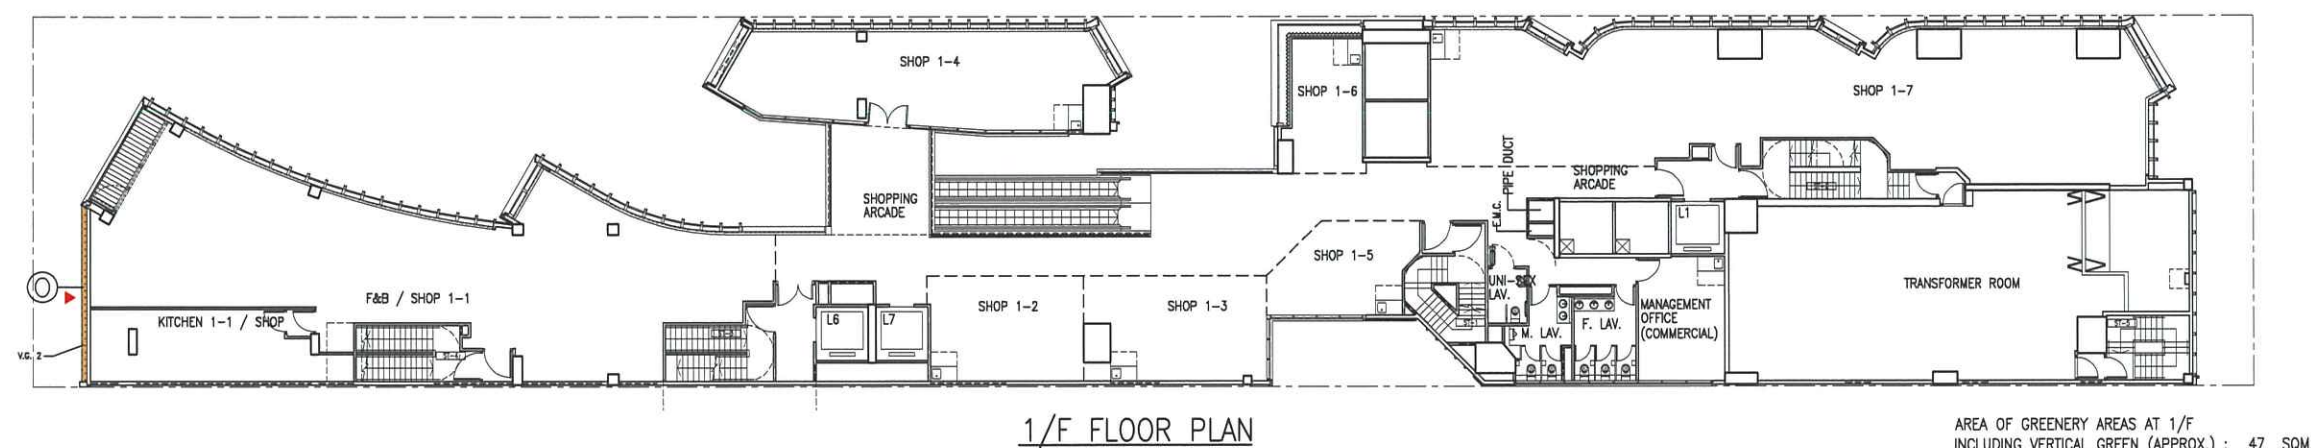 SHOP 1-4
SHOP 1-6
SHOP 1-7
PIPE DUCT
E.M.C.
SHOPPING
ARCADE
SHOPPING
ARCADE
L1
SHOP 1-5
F&B / SHOP 1-1
SHOP 1-2
SHOP 1-3
UNI-SEX
LAV.
TRANSFORMER ROOM
KITCHEN 1-1 / SHOP
L6
L7
M. LAV.
F. LAV.
MANAGEMENT
OFFICE
(COMMERCIAL)
V.G. 2
1/F FLOOR PLAN
AREA OF GREENERY AREAS AT 1/F
INCLUDING VERTICAL GREEN (APPROX.) : 47 SQM